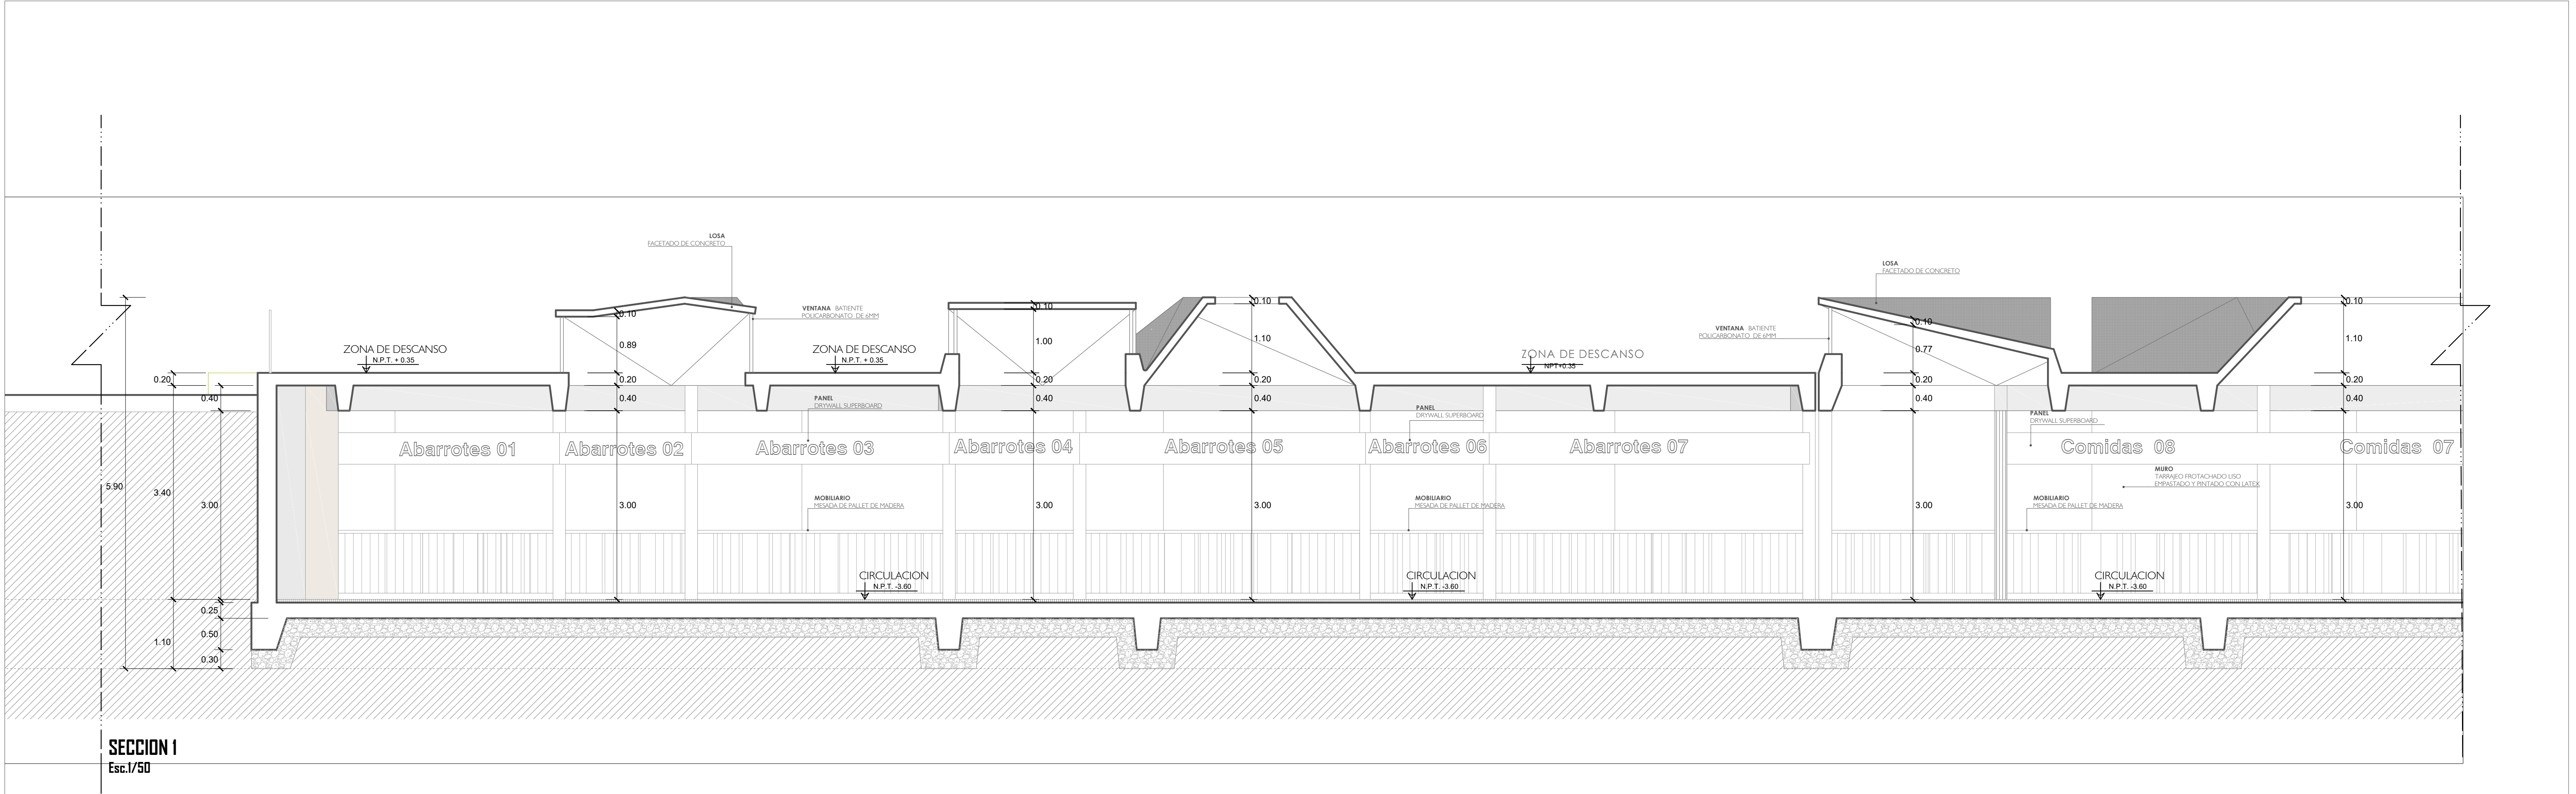 LOSA
FACETADO DE CONCRETO
LOSA
FACETADO DE CONCRETO
VENTANA BATIENTE
POLICARBONATO DE 6MM
VENTANA BATIENTE
POLICARBONATO DE 6MM
ZONA DE DESCANSO
N.P.T. + 0.35
ZONA DE DESCANSO
N.P.T. + 0.35
ZONA DE DESCANSO
NPT+0.35
0.10
0.89
0.20
0.40
3.00
0.10
1.00
0.20
0.40
3.00
0.10
1.10
0.20
0.40
3.00
0.10
0.77
0.20
0.40
3.00
0.10
1.10
0.20
0.40
3.00
0.20
0.40
5.90
3.40
3.00
0.25
1.10
0.50
0.30
PANEL
DRYWALL SUPERBOARD
PANEL
DRYWALL SUPERBOARD
PANEL
DRYWALL SUPERBOARD
Abarrotes 01
Abarrotes 02
Abarrotes 03
Abarrotes 04
Abarrotes 05
Abarrotes 06
Abarrotes 07
Comidas 08
Comidas 07
MURO
TARRAJEO FROTACHADO LISO
EMPASTADO Y PINTADO CON LATEX
MOBILIARIO
MESADA DE PALLET DE MADERA
MOBILIARIO
MESADA DE PALLET DE MADERA
MOBILIARIO
MESADA DE PALLET DE MADERA
CIRCULACION
N.P.T. -3.60
CIRCULACION
N.P.T. -3.60
CIRCULACION
N.P.T. -3.60
SECCION 1
Esc.1/50